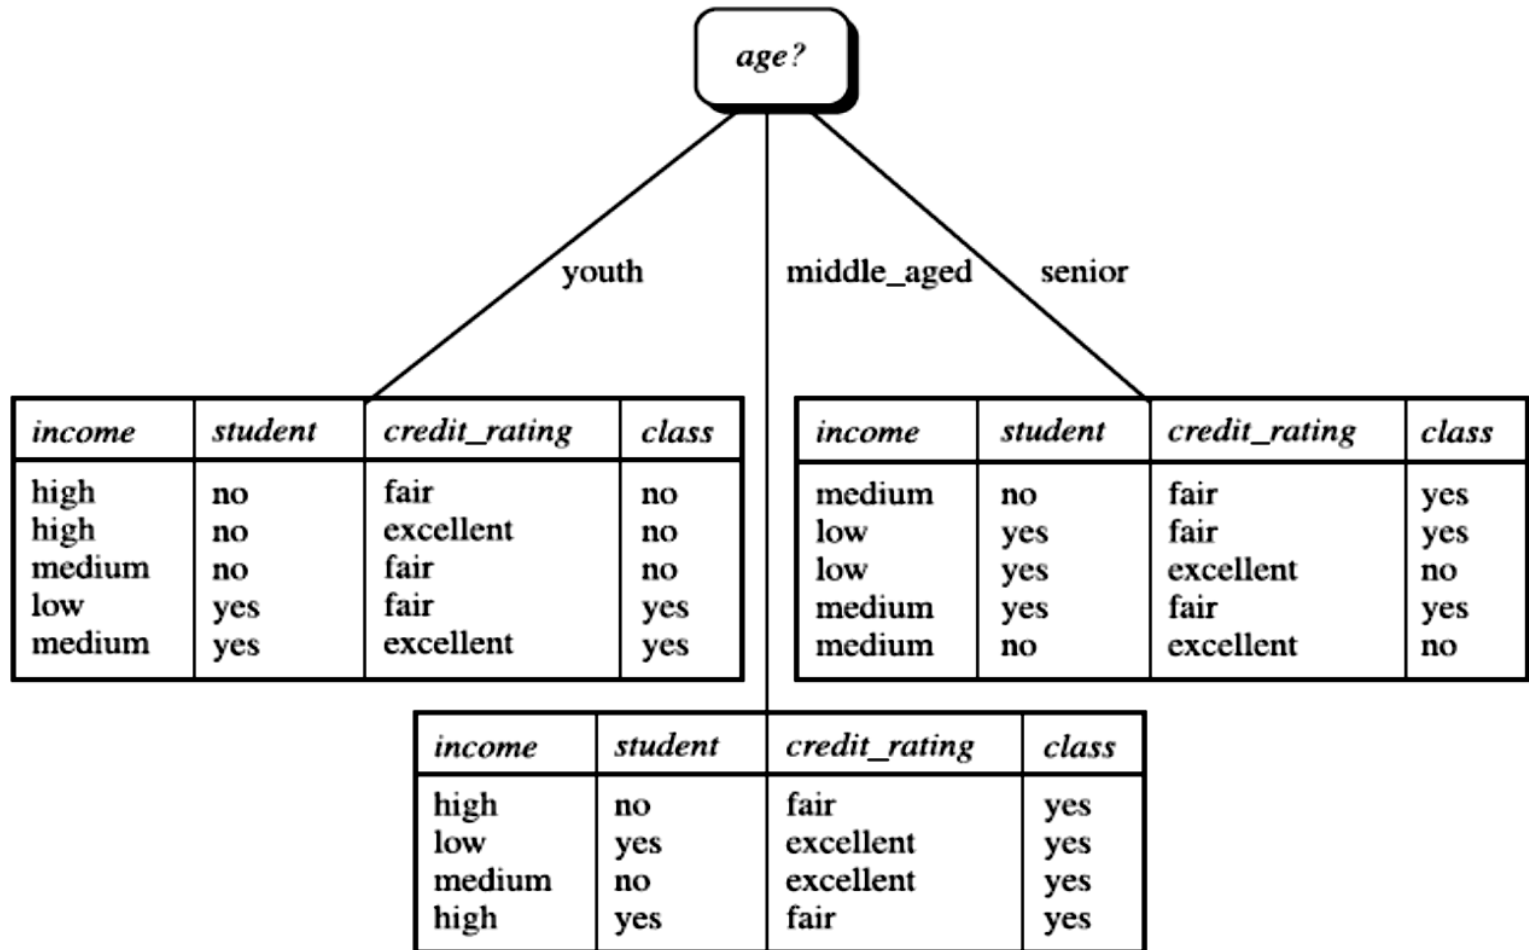 age?
youth
middle_aged
senior
income student credit_rating class
high no fair no
high no excellent no
medium no fair no
low yes fair yes
medium yes excellent yes
income student credit_rating class
medium no fair yes
low yes fair yes
low yes excellent no
medium yes fair yes
medium no excellent no
income student credit_rating class
high no fair yes
low yes excellent yes
medium no excellent yes
high yes fair yes